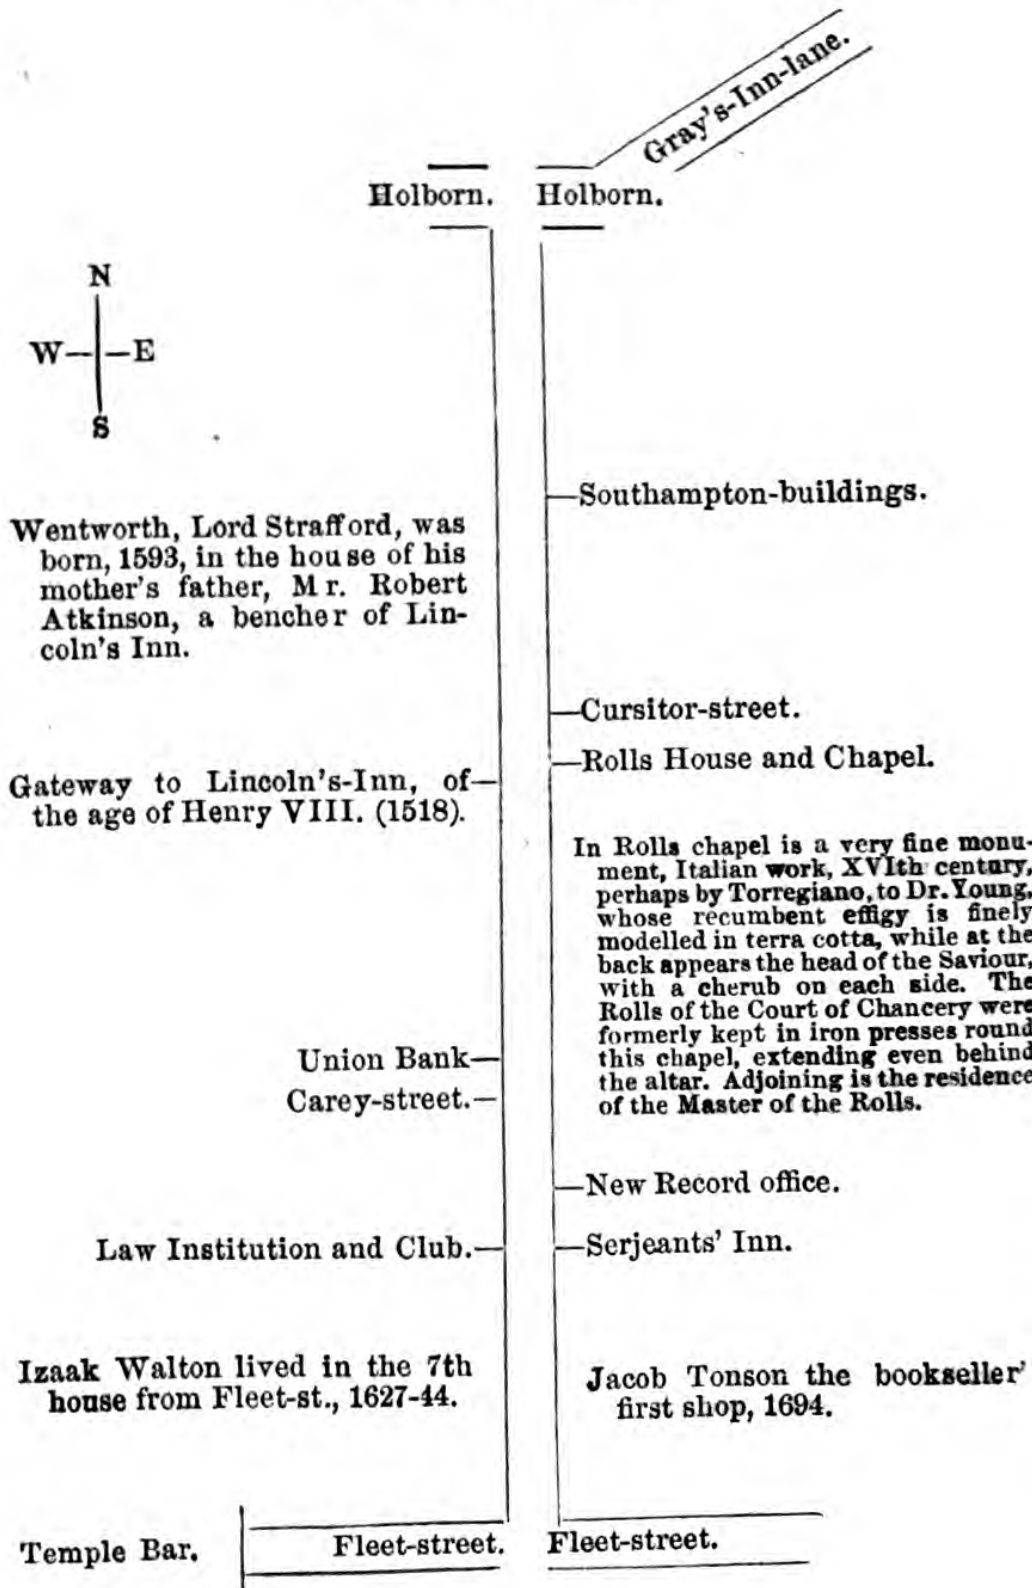 Gray's-Inn-lane.
Holborn. Holborn.
N
W E
S
Southampton-buildings.
Wentworth, Lord Strafford, was
born, 1593, in the house of his
mother's father, Mr. Robert
Atkinson, a bencher of Lin-
coln's Inn.
Cursitor-street.
Rolls House and Chapel.
Gateway to Lincoln's-Inn, of
the age of Henry VIII. (1518).
In Rolls chapel is a very fine monu-
ment, Italian work, XVIth century,
perhaps by Torregiano, to Dr. Young,
whose recumbent effigy is finely
modelled in terra cotta, while at the
back appears the head of the Saviour,
with a cherub on each side. The
Rolls of the Court of Chancery were
formerly kept in iron presses round
this chapel, extending even behind
the altar. Adjoining is the residence
of the Master of the Rolls.
Union Bank
Carey-street.
New Record office.
Law Institution and Club.
Serjeants' Inn.
Izaak Walton lived in the 7th
house from Fleet-st., 1627-44.
Jacob Tonson the bookseller'
first shop, 1694.
Temple Bar.
Fleet-street. Fleet-street.